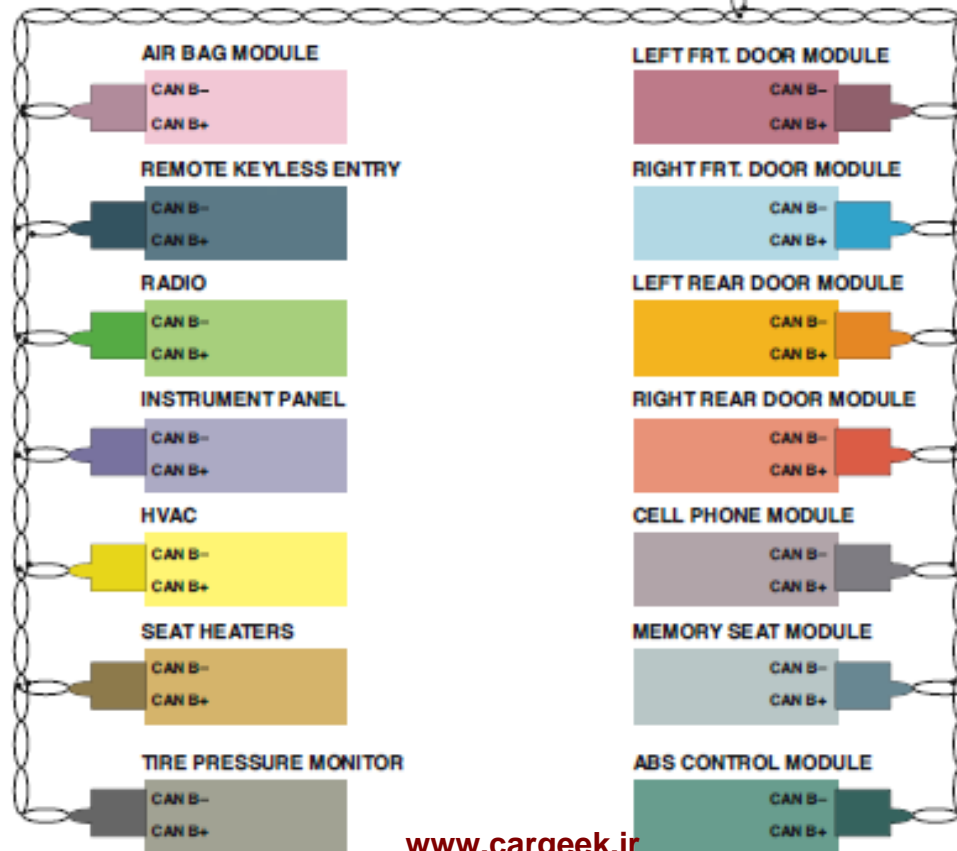 AIR BAG MODULE
CAN B–
CAN B+
REMOTE KEYLESS ENTRY
CAN B–
CAN B+
RADIO
CAN B–
CAN B+
INSTRUMENT PANEL
CAN B–
CAN B+
HVAC
CAN B–
CAN B+
SEAT HEATERS
CAN B–
CAN B+
TIRE PRESSURE MONITOR
CAN B–
CAN B+
LEFT FRT. DOOR MODULE
CAN B–
CAN B+
RIGHT FRT. DOOR MODULE
CAN B–
CAN B+
LEFT REAR DOOR MODULE
CAN B–
CAN B+
RIGHT REAR DOOR MODULE
CAN B–
CAN B+
CELL PHONE MODULE
CAN B–
CAN B+
MEMORY SEAT MODULE
CAN B–
CAN B+
ABS CONTROL MODULE
CAN B–
CAN B+
www.cargeek.ir